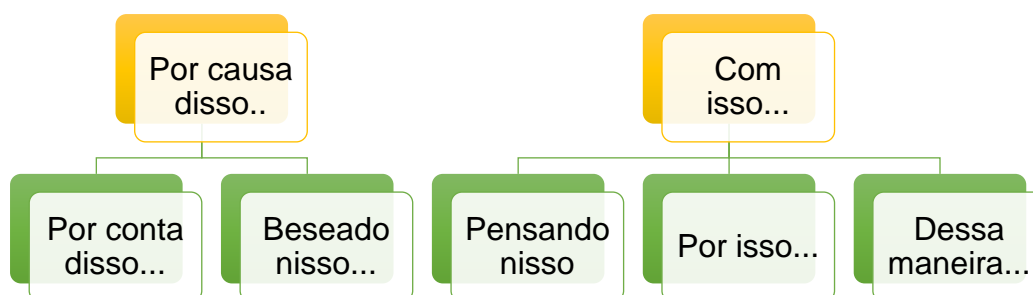 Por causa
disso..
Com
isso...
Por conta
disso...
Beseado
nisso...
Pensando
nisso
Por isso...
Dessa
maneira...